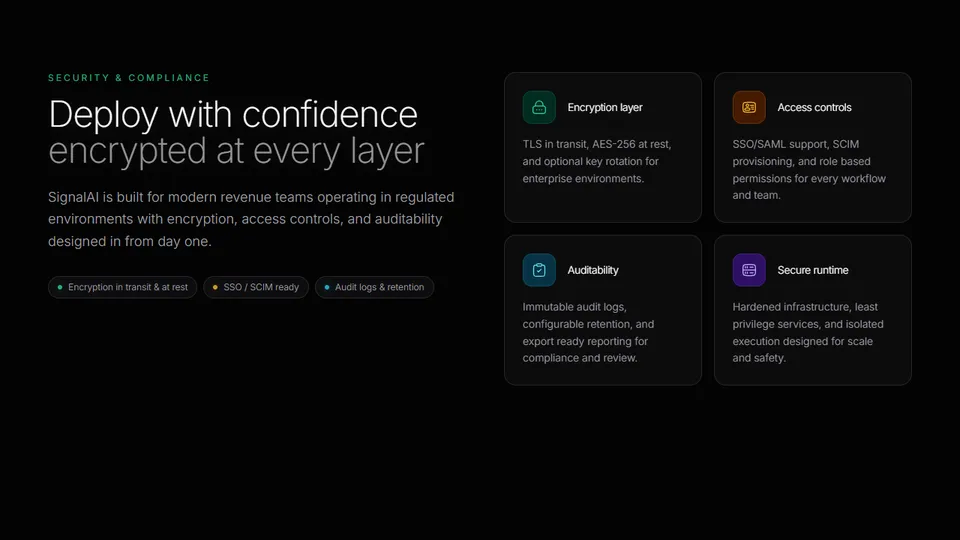 SECURITY & COMPLIANCE
Deploy with confidence
encrypted at every layer
SignalAI is built for modern revenue teams operating in regulated
environments with encryption, access controls, and auditability
designed in from day one.
Encryption in transit & at rest
SSO / SCIM ready
Audit logs & retention
Encryption layer
TLS in transit, AES-256 at rest,
and optional key rotation for
enterprise environments.
Access controls
SSO/SAML support, SCIM
provisioning, and role based
permissions for every workflow
and team.
Auditability
Immutable audit logs,
configurable retention, and
export ready reporting for
compliance and review.
Secure runtime
Hardened infrastructure, least
privilege services, and isolated
execution designed for scale
and safety.